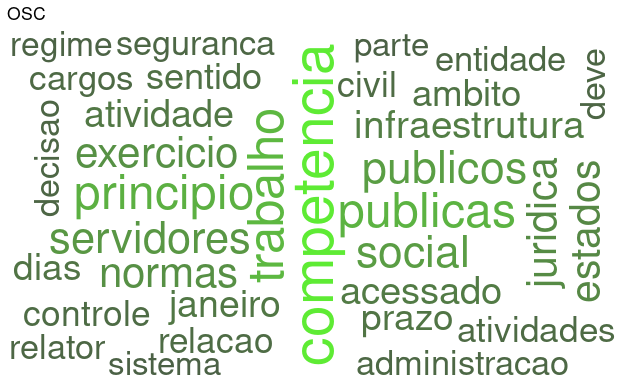 OSC
regime seguranca
cargos sentido
atividade
decisao
exercicio
principio
servidores
dias normas
janeiro
controle
relacao
relator
sistema
trabalho
competencia
parte
entidade
civil
ambito
deve
infraestrutura
publicos
publicas
social
juridica
estados
acessado
prazo
atividades
administracao